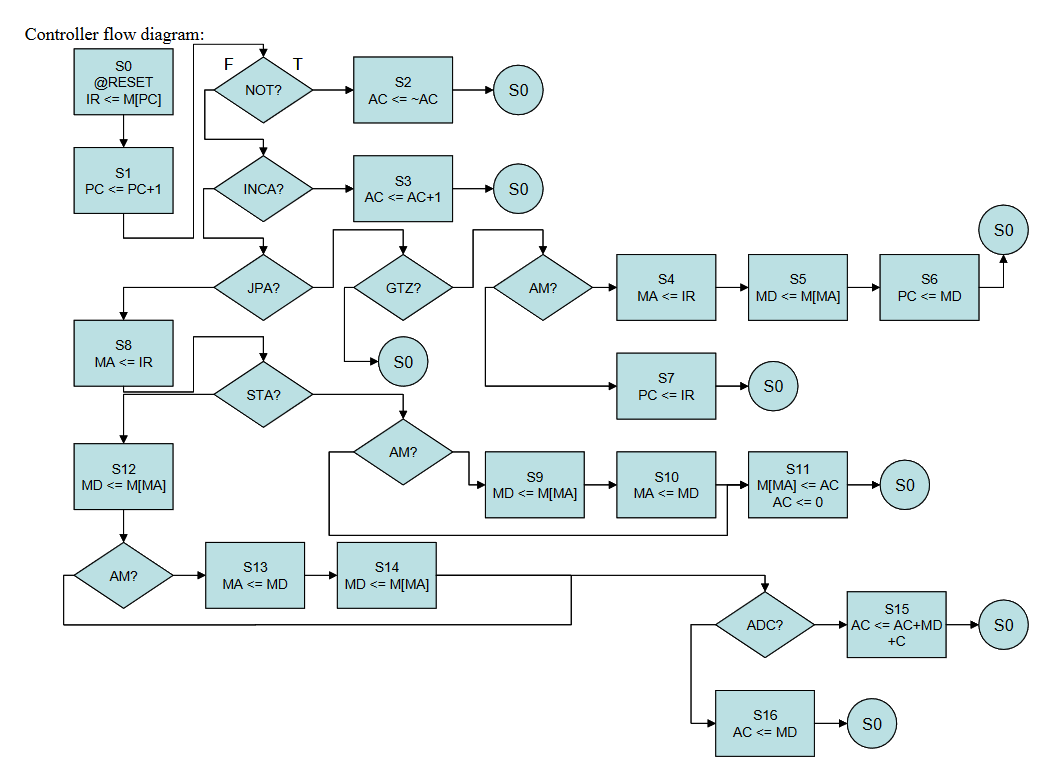 Controller flow diagram:
S0
@RESET
IR <= M[PC]
F
T
NOT?
S2
AC <= ~AC
S0
S1
PC <= PC+1
INCA?
S3
AC <= AC+1
S0
S0
JPA?
GTZ?
AM?
S4
MA <= IR
S5
MD <= M[MA]
S6
PC <= MD
S8
MA <= IR
S0
S7
PC <= IR
S0
STA?
AM?
S12
MD <= M[MA]
S9
MD <= M[MA]
S10
MA <= MD
S11
M[MA] <= AC
AC <= 0
S0
AM?
S13
MA <= MD
S14
MD <= M[MA]
ADC?
S15
AC <= AC+MD
+C
S0
S16
AC <= MD
S0